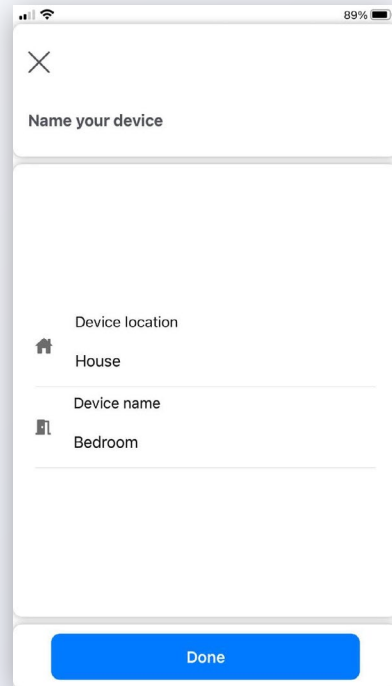 89%
Name your device
Device location
House
Device name
Bedroom
Done